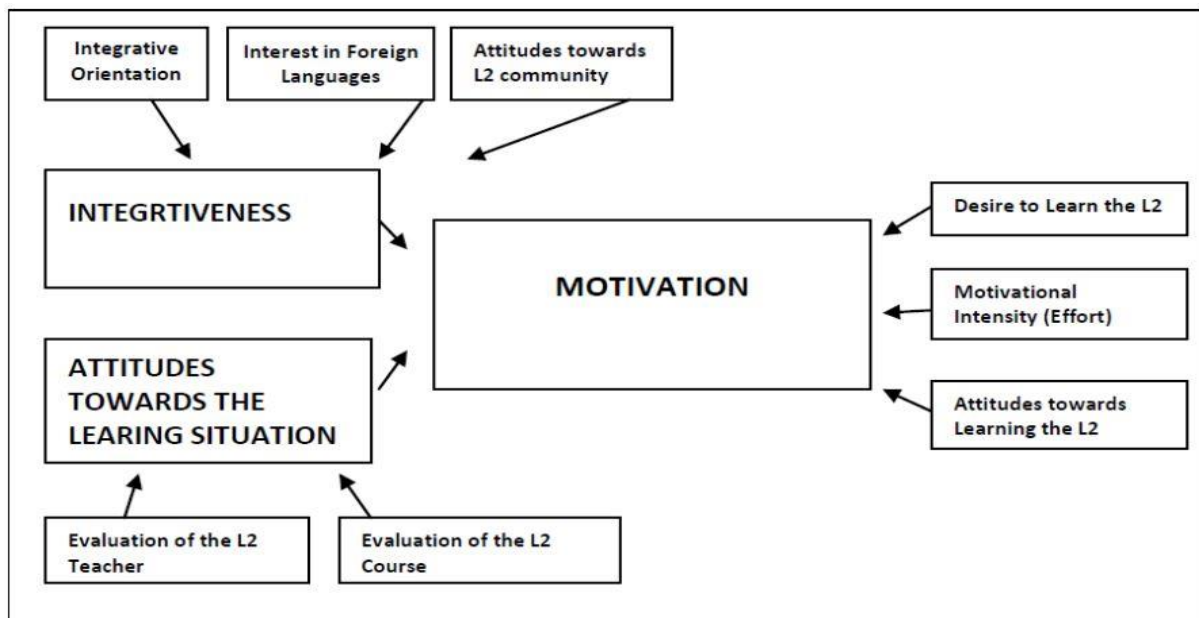 Integrative
Orientation
Interest in Foreign
Languages
Attitudes towards
L2 community
INTEGRTIVENESS
MOTIVATION
Desire to Learn the L2
Motivational
Intensity (Effort)
Attitudes towards
Learning the L2
ATTITUDES
TOWARDS THE
LEARING SITUATION
Evaluation of the L2
Teacher
Evaluation of the L2
Course